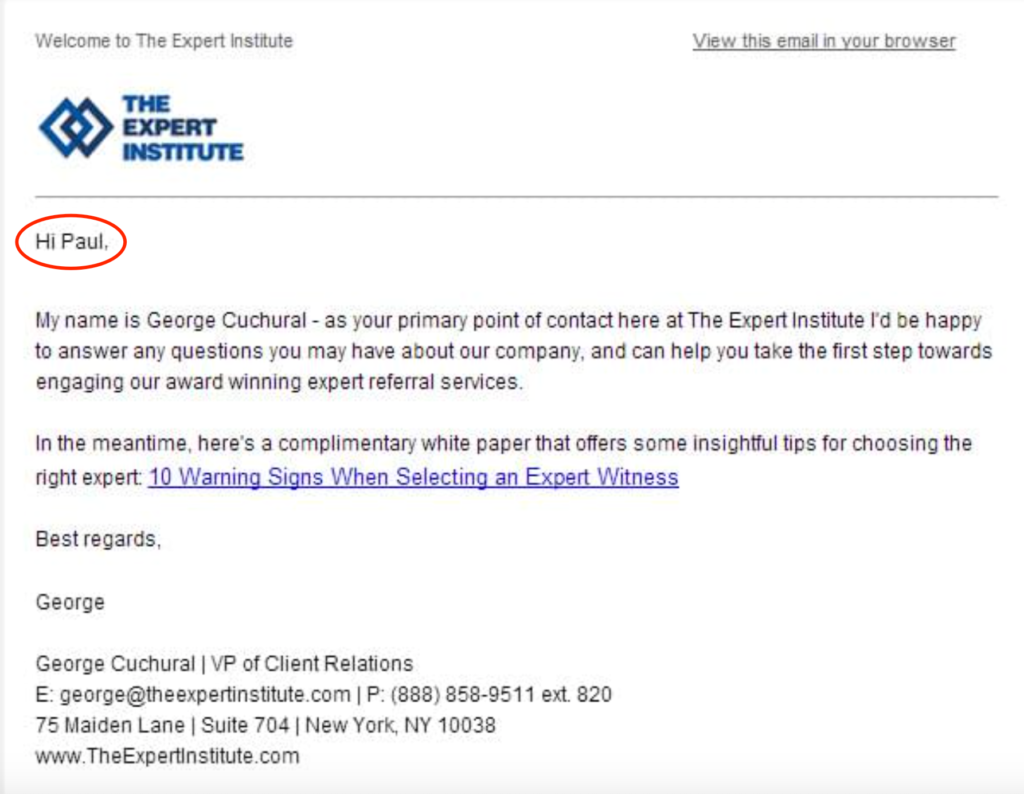 Welcome to The Expert Institute
View this email in your browser
THE
EXPERT
INSTITUTE
Hi Paul,
My name is George Cuchural - as your primary point of contact here at The Expert Institute I'd be happy
to answer any questions you may have about our company, and can help you take the first step towards
engaging our award winning expert referral services.
In the meantime, here's a complimentary white paper that offers some insightful tips for choosing the
right expert: 10 Warning Signs When Selecting an Expert Witness
Best regards,
George
George Cuchural | VP of Client Relations
E: george@theexpertinstitute.com | P: (888) 858-9511 ext. 820
75 Maiden Lane | Suite 704 | New York, NY 10038
www.TheExpertInstitute.com